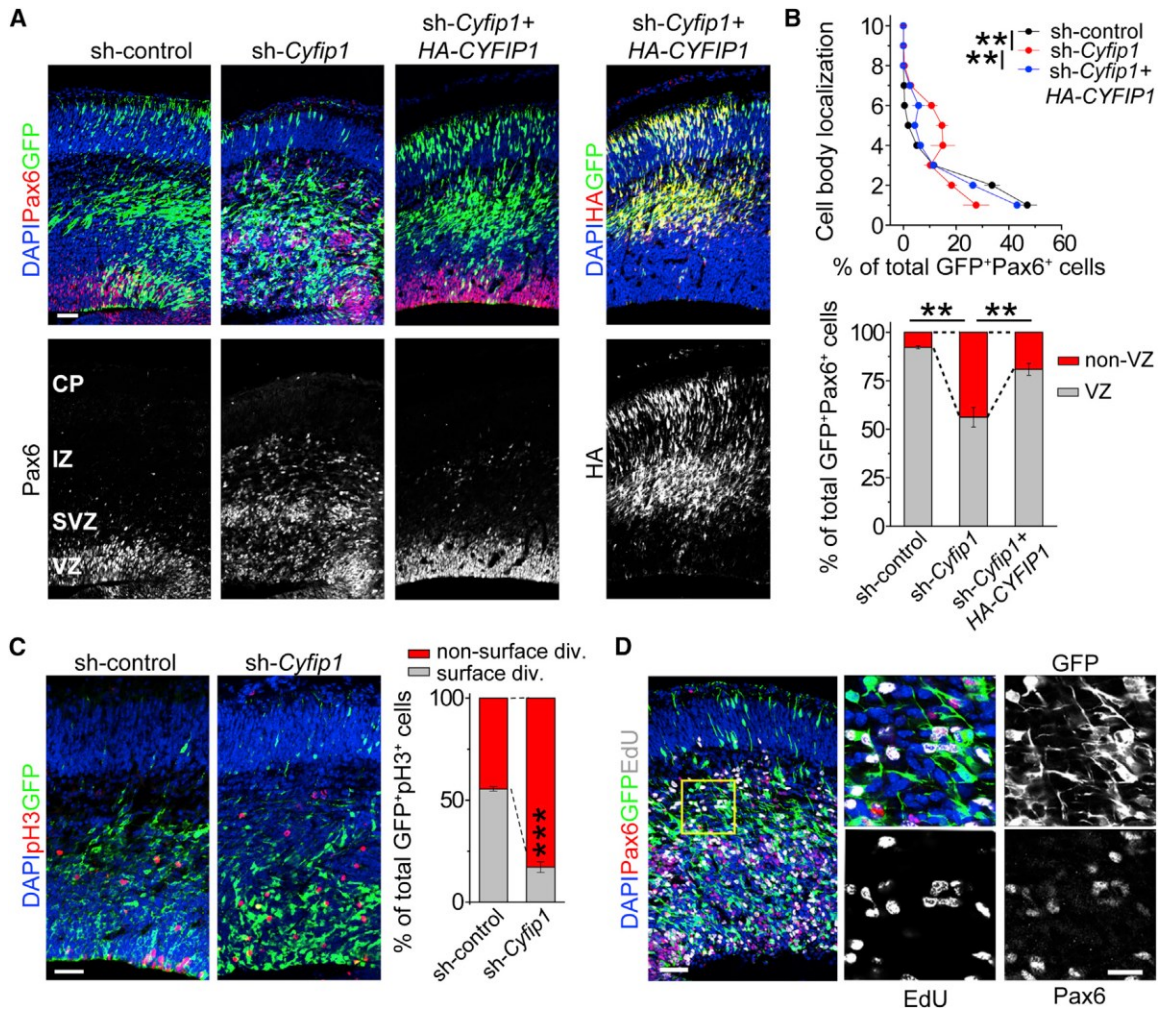 A
sh-control
sh-Cyfip1
sh-Cyfip1+
HA-CYFIP1
sh-Cyfip1+
HA-CYFIP1
DAPIPax6GFP
DAPIHAGFP
Pax6
CP
IZ
SVZ
VZ
HA
B
10
8
6
4
2
0
Cell body localization
0 20 40 60
% of total GFP+Pax6+ cells
**
**
sh-control
sh-Cyfip1
sh-Cyfip1+
HA-CYFIP1
** **
100
75
50
25
0
% of total GFP+Pax6+ cells
non-VZ
VZ
sh-control
sh-Cyfip1
sh-Cyfip1+
HA-CYFIP1
C
sh-control
sh-Cyfip1
DAPIpH3GFP
non-surface div.
surface div.
100
50
0
% of total GFP+pH3+ cells
***
sh-control
sh-Cyfip1
D
GFP
DAPIPax6GFPEdU
EdU
Pax6